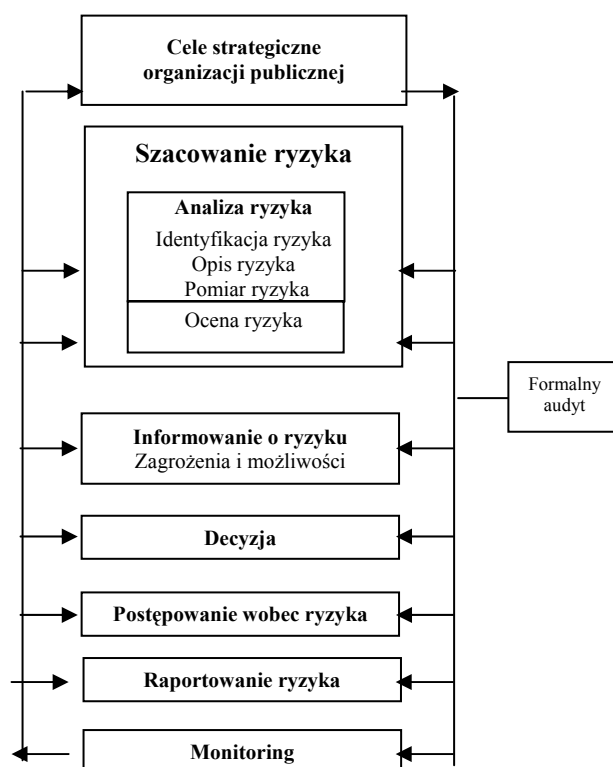 Cele strategiczne
organizacji publicznej
Szacowanie ryzyka
Analiza ryzyka
Identyfikacja ryzyka
Opis ryzyka
Pomiar ryzyka
Ocena ryzyka
Formalny
audyt
Informowanie o ryzyku
Zagrożenia i możliwości
Decyzja
Postępowanie wobec ryzyka
Raportowanie ryzyka
Monitoring